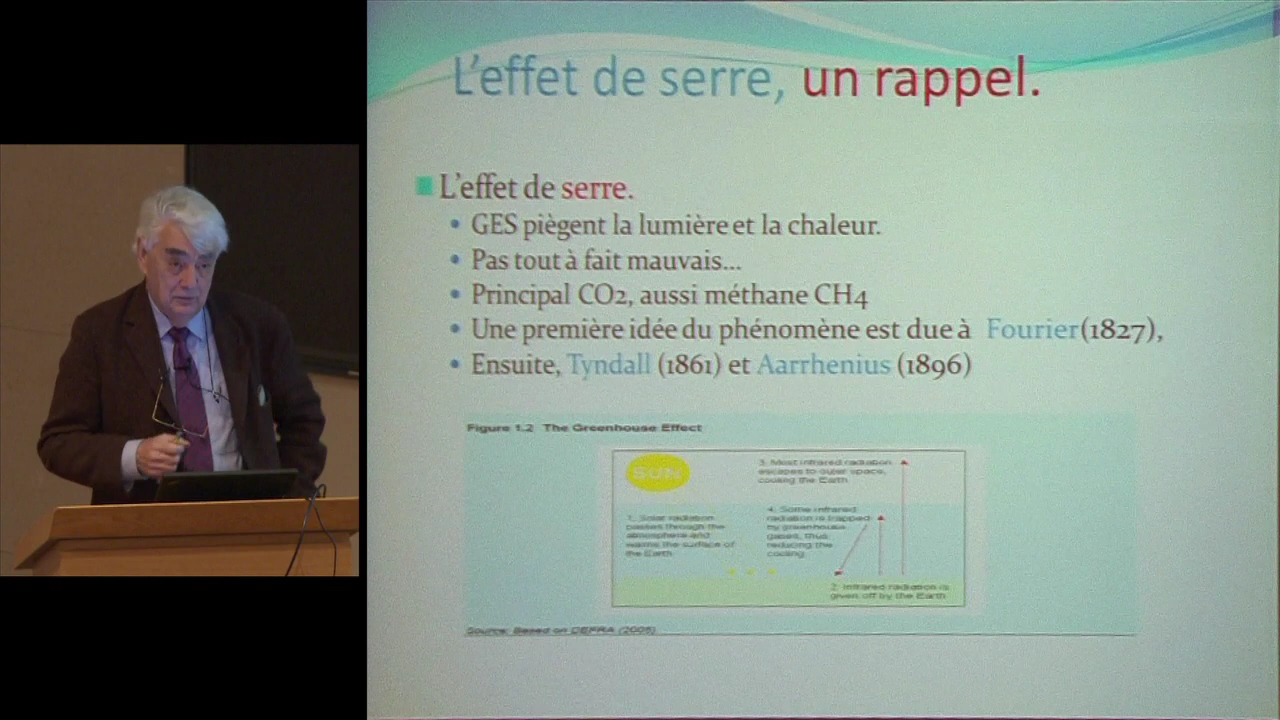 L'effet de serre, un rappel.
L'effet de serre.
• GES piègent la lumière et la chaleur.
• Pas tout à fait mauvais...
• Principal CO2, aussi méthane CH4
• Une première idée du phénomène est due à Fourier(1827),
• Ensuite, Tyndall (1861) et Aarrhenius (1896)
Figure 1.2 The Greenhouse Effect
SUN
3. Most infrared radiation
escapes to outer space,
cooling the Earth
1. Solar radiation
passes through the
atmosphere and
warms the surface of
the Earth
4. Some infrared
radiation is trapped
by greenhouse
gases, thus
reducing the
cooling
2. Infrared radiation is
given off by the Earth
Source: Based on DEFRA (2005)